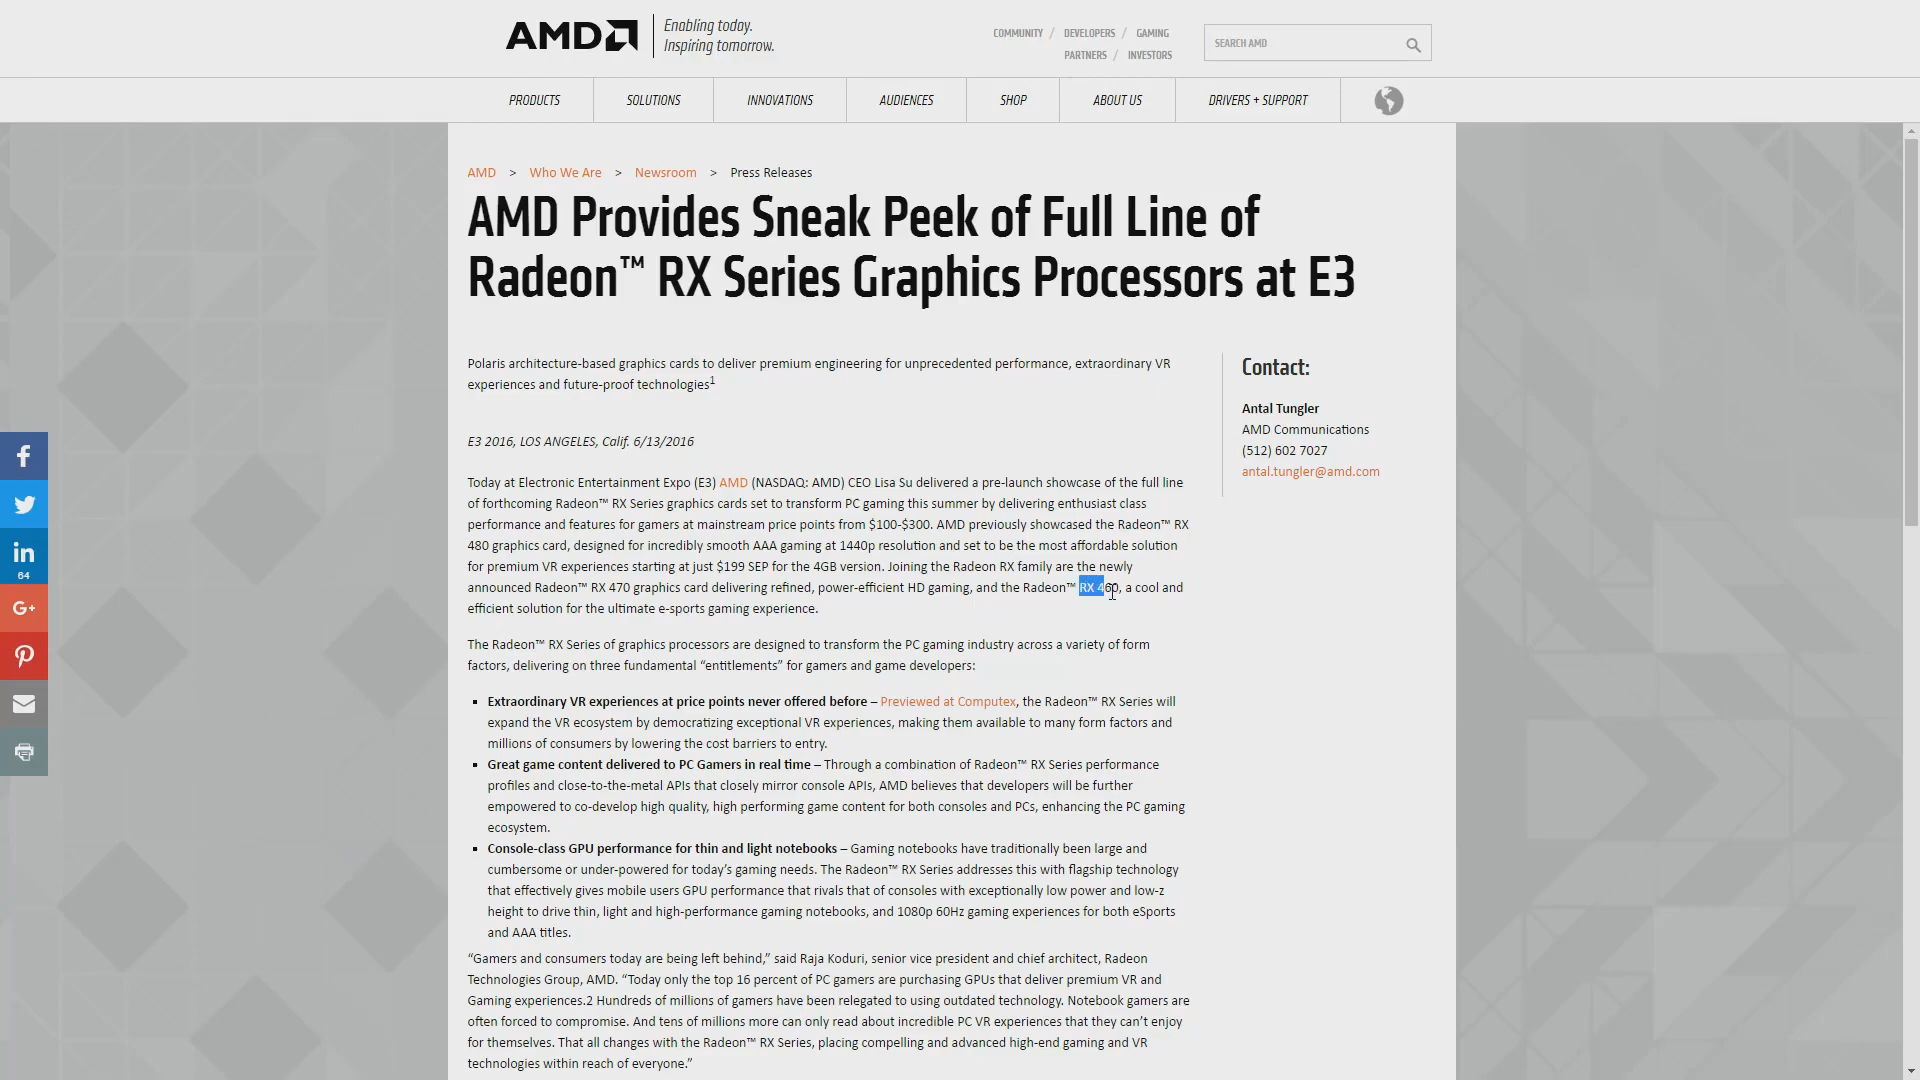 AMD
Enabling today.
Inspiring tomorrow.
COMMUNITY / DEVELOPERS / GAMING
PARTNERS / INVESTORS
SEARCH AMD
PRODUCTS
SOLUTIONS
INNOVATIONS
AUDIENCES
SHOP
ABOUT US
DRIVERS + SUPPORT
AMD > Who We Are > Newsroom > Press Releases
AMD Provides Sneak Peek of Full Line of
Radeon™ RX Series Graphics Processors at E3
Polaris architecture-based graphics cards to deliver premium engineering for unprecedented performance, extraordinary VR
experiences and future-proof technologies1
E3 2016, LOS ANGELES, Calif. 6/13/2016
Today at Electronic Entertainment Expo (E3) AMD (NASDAQ: AMD) CEO Lisa Su delivered a pre-launch showcase of the full line
of forthcoming Radeon™ RX Series graphics cards set to transform PC gaming this summer by delivering enthusiast class
performance and features for gamers at mainstream price points from $100-$300. AMD previously showcased the Radeon™ RX
480 graphics card, designed for incredibly smooth AAA gaming at 1440p resolution and set to be the most affordable solution
for premium VR experiences starting at just $199 SEP for the 4GB version. Joining the Radeon RX family are the newly
announced Radeon™ RX 470 graphics card delivering refined, power-efficient HD gaming, and the Radeon™ RX 460, a cool and
efficient solution for the ultimate e-sports gaming experience.
The Radeon™ RX Series of graphics processors are designed to transform the PC gaming industry across a variety of form
factors, delivering on three fundamental “entitlements” for gamers and game developers:
▪ Extraordinary VR experiences at price points never offered before – Previewed at Computex, the Radeon™ RX Series will
expand the VR ecosystem by democratizing exceptional VR experiences, making them available to many form factors and
millions of consumers by lowering the cost barriers to entry.
▪ Great game content delivered to PC Gamers in real time – Through a combination of Radeon™ RX Series performance
profiles and close-to-the-metal APIs that closely mirror console APIs, AMD believes that developers will be further
empowered to co-develop high quality, high performing game content for both consoles and PCs, enhancing the PC gaming
ecosystem.
▪ Console-class GPU performance for thin and light notebooks – Gaming notebooks have traditionally been large and
cumbersome or under-powered for today’s gaming needs. The Radeon™ RX Series addresses this with flagship technology
that effectively gives mobile users GPU performance that rivals that of consoles with exceptionally low power and low-z
height to drive thin, light and high-performance gaming notebooks, and 1080p 60Hz gaming experiences for both eSports
and AAA titles.
“Gamers and consumers today are being left behind,” said Raja Koduri, senior vice president and chief architect, Radeon
Technologies Group, AMD. “Today only the top 16 percent of PC gamers are purchasing GPUs that deliver premium VR and
Gaming experiences.2 Hundreds of millions of gamers have been relegated to using outdated technology. Notebook gamers are
often forced to compromise. And tens of millions more can only read about incredible PC VR experiences that they can’t enjoy
for themselves. That all changes with the Radeon™ RX Series, placing compelling and advanced high-end gaming and VR
technologies within reach of everyone.”
Contact:
Antal Tungler
AMD Communications
(512) 602 7027
antal.tungler@amd.com
f
in
64
G+